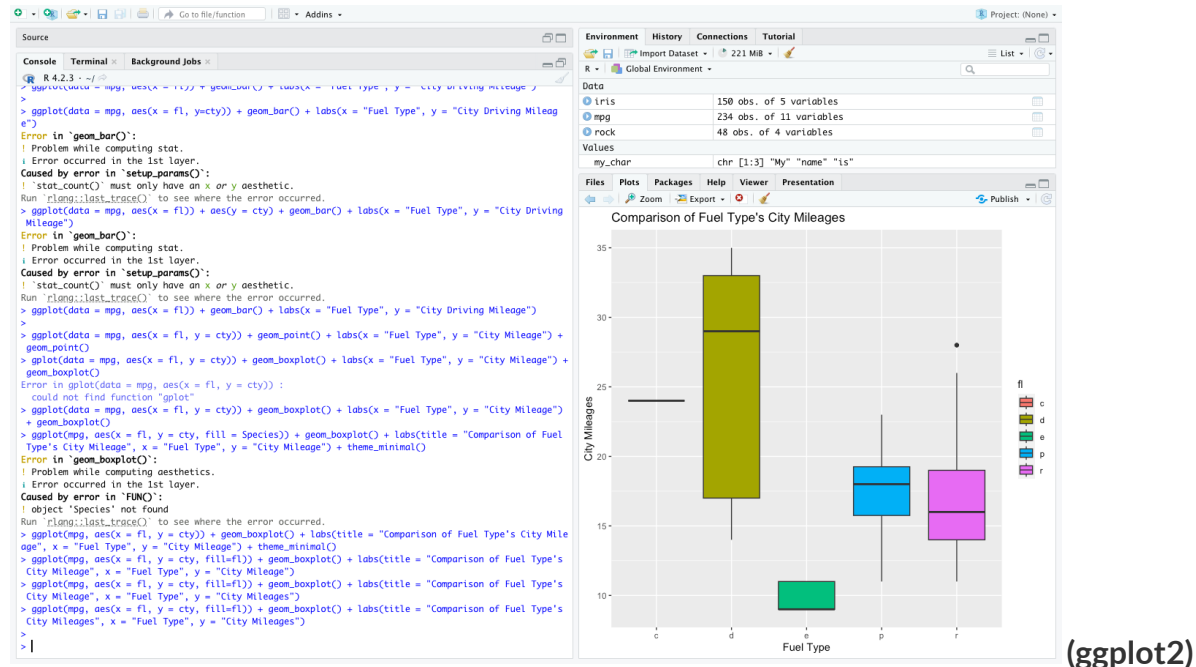 Go to file/function
Addins
Project: (None)
Source
Console Terminal Background Jobs
R 4.2.3 · ~/
> ggplot(data = mpg, aes(x = fl)) + geom_bar() + labs(x = "Fuel Type", y = "City Driving Mileage")
>
> ggplot(data = mpg, aes(x = fl, y=cty)) + geom_bar() + labs(x = "Fuel Type", y = "City Driving Mileag
e")
Error in `geom_bar()`:
! Problem while computing stat.
i Error occurred in the 1st layer.
Caused by error in `setup_params()`:
! `stat_count()` must only have an x or y aesthetic.
Run `rlang::last_trace()` to see where the error occurred.
> ggplot(data = mpg, aes(x = fl)) + aes(y = cty) + geom_bar() + labs(x = "Fuel Type", y = "City Driving
Mileage")
Error in `geom_bar()`:
! Problem while computing stat.
i Error occurred in the 1st layer.
Caused by error in `setup_params()`:
! `stat_count()` must only have an x or y aesthetic.
Run `rlang::last_trace()` to see where the error occurred.
> ggplot(data = mpg, aes(x = fl)) + geom_bar() + labs(x = "Fuel Type", y = "City Driving Mileage")
>
> ggplot(data = mpg, aes(x = fl, y = cty)) + geom_point() + labs(x = "Fuel Type", y = "City Mileage") +
geom_point()
> gplot(data = mpg, aes(x = fl, y = cty)) + geom_boxplot() + labs(x = "Fuel Type", y = "City Mileage") +
geom_boxplot()
Error in gplot(data = mpg, aes(x = fl, y = cty)) :
could not find function "gplot"
> ggplot(data = mpg, aes(x = fl, y = cty)) + geom_boxplot() + labs(x = "Fuel Type", y = "City Mileage")
+ geom_boxplot()
> ggplot(mpg, aes(x = fl, y = cty, fill = Species)) + geom_boxplot() + labs(title = "Comparison of Fuel
Type's City Mileage", x = "Fuel Type", y = "City Mileage") + theme_minimal()
Error in `geom_boxplot()`:
! Problem while computing aesthetics.
i Error occurred in the 1st layer.
Caused by error in `FUN()`:
! object 'Species' not found
Run `rlang::last_trace()` to see where the error occurred.
> ggplot(mpg, aes(x = fl, y = cty)) + geom_boxplot() + labs(title = "Comparison of Fuel Type's City Mile
age", x = "Fuel Type", y = "City Mileage") + theme_minimal()
> ggplot(mpg, aes(x = fl, y = cty, fill=fl)) + geom_boxplot() + labs(title = "Comparison of Fuel Type's
City Mileage", x = "Fuel Type", y = "City Mileage")
> ggplot(mpg, aes(x = fl, y = cty, fill=fl)) + geom_boxplot() + labs(title = "Comparison of Fuel Type's
City Mileage", x = "Fuel Type", y = "City Mileages")
> ggplot(mpg, aes(x = fl, y = cty, fill=fl)) + geom_boxplot() + labs(title = "Comparison of Fuel Type's
City Mileages", x = "Fuel Type", y = "City Mileages")
>
>
Environment History Connections Tutorial
Import Dataset 221 MiB List
R Global Environment
Data
iris 150 obs. of 5 variables
mpg 234 obs. of 11 variables
rock 48 obs. of 4 variables
Values
my_char chr [1:3] "My" "name" "is"
Files Plots Packages Help Viewer Presentation
Zoom Export Publish
Comparison of Fuel Type's City Mileages
City Mileages
35
30
25
20
15
10
c d e p r
Fuel Type
fl
c
d
e
p
r
(ggplot2)